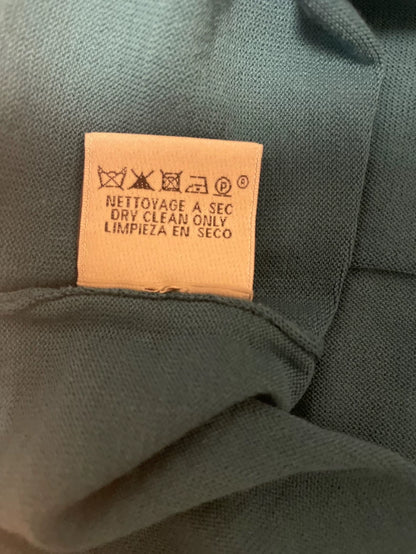 P ®
NETTOYAGE A SEC
DRY CLEAN ONLY
LIMPIEZA EN SECO